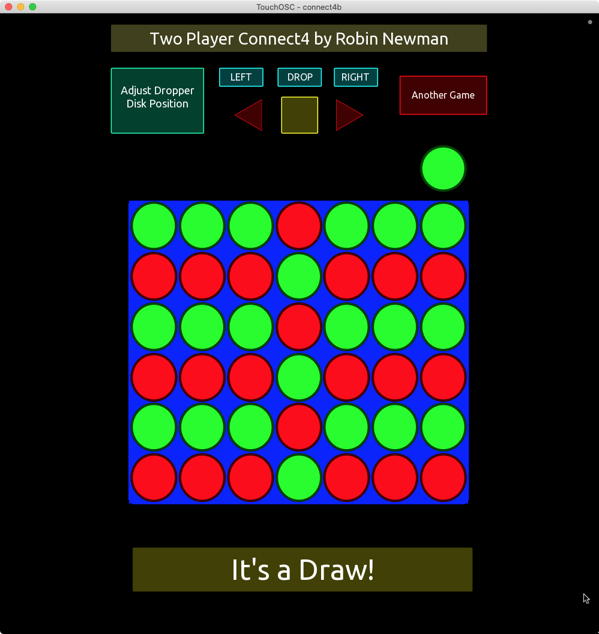 TouchOSC - connect4b
Two Player Connect4 by Robin Newman
Adjust Dropper
Disk Position
LEFT
DROP
RIGHT
Another Game
It's a Draw!